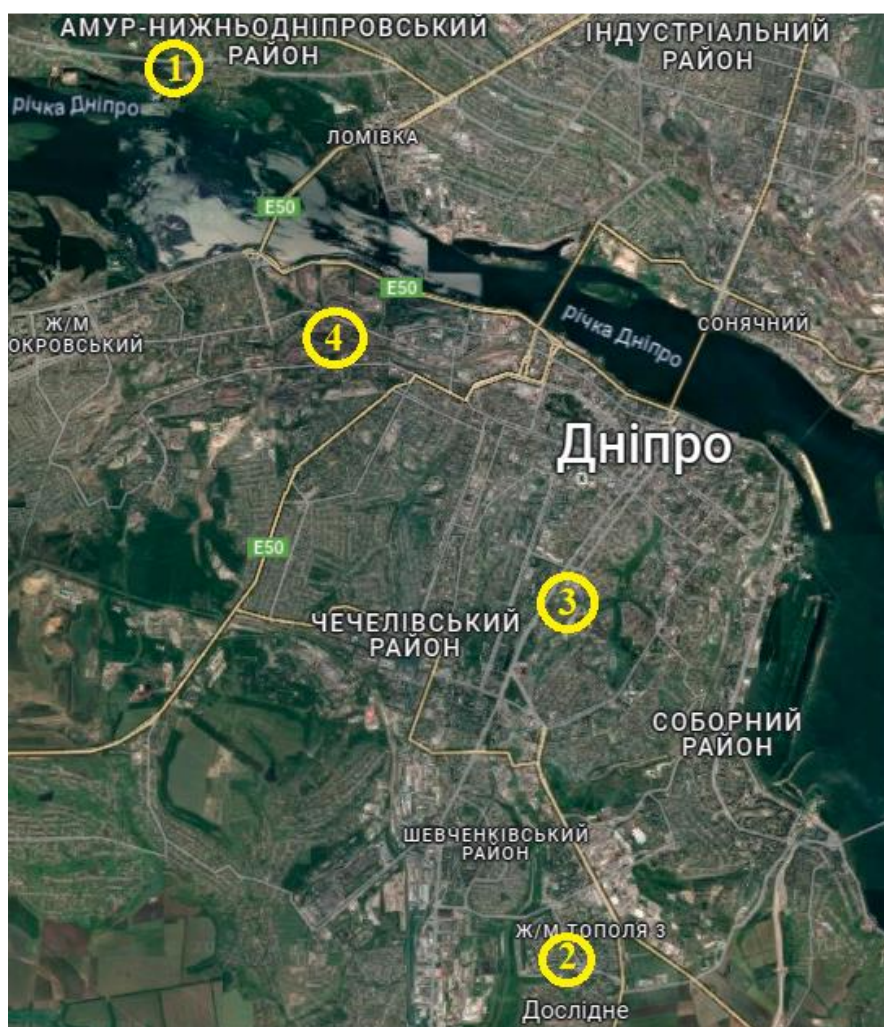 АМУР-НИЖНЬОДНІПРОВСЬКИЙ
РАЙОН
ІНДУСТРІАЛЬНИЙ
РАЙОН
1
річка Дніпро
ЛОМІВКА
E50
E50
річка Дніпро
СОНЯЧНИЙ
Ж/М
ОКРОВСЬКИЙ
4
Дніпро
E50
3
ЧЕЧЕЛІВСЬКИЙ
РАЙОН
СОБОРНИЙ
РАЙОН
ШЕВЧЕНКІВСЬКИЙ
РАЙОН
Ж/М ТОПОЛЯ 3
2
Дослідне